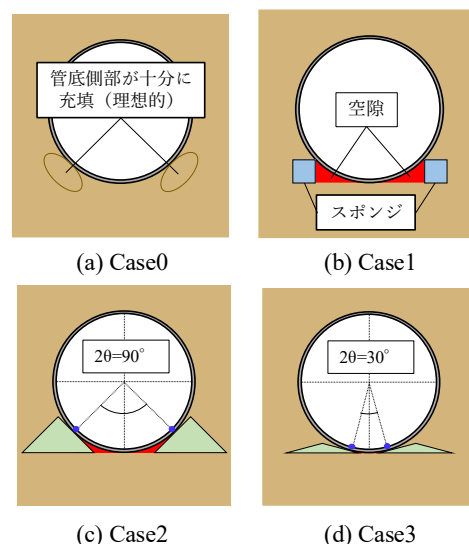 管底側部が十分に
充填（理想的）
空隙
スポンジ
(a) Case0
(b) Case1
2θ=90°
2θ=30°
(c) Case2
(d) Case3